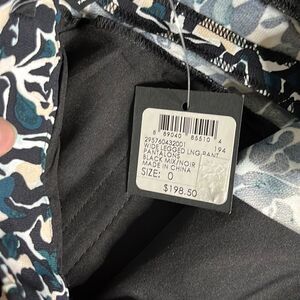 8 89040 85510 4
295760432001 194
WIDE LEGGED LNG PANT
PANTALONS
BLACK MIX/NOIR
MADE IN CHINA
SIZE: 0
$198.50